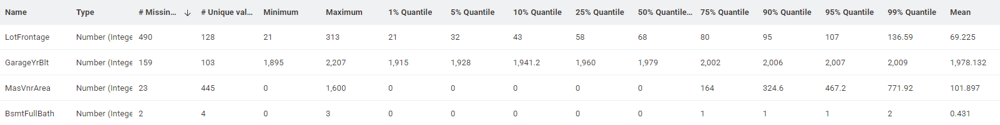 Name Type # Missin... # Unique val... Minimum Maximum 1% Quantile 5% Quantile 10% Quantile 25% Quantile 50% Quantile... 75% Quantile 90% Quantile 95% Quantile 99% Quantile Mean
LotFrontage Number (Intege 490 128 21 313 21 32 43 58 68 80 95 107 136.59 69.225
GarageYrBlt Number (Intege 159 103 1,895 2,207 1,915 1,928 1,941.2 1,960 1,979 2,002 2,006 2,007 2,009 1,978.132
MasVnrArea Number (Intege 23 445 0 1,600 0 0 0 0 0 164 324.6 467.2 771.92 101.897
BsmtFullBath Number (Intege 2 4 0 3 0 0 0 0 0 1 1 1 2 0.431